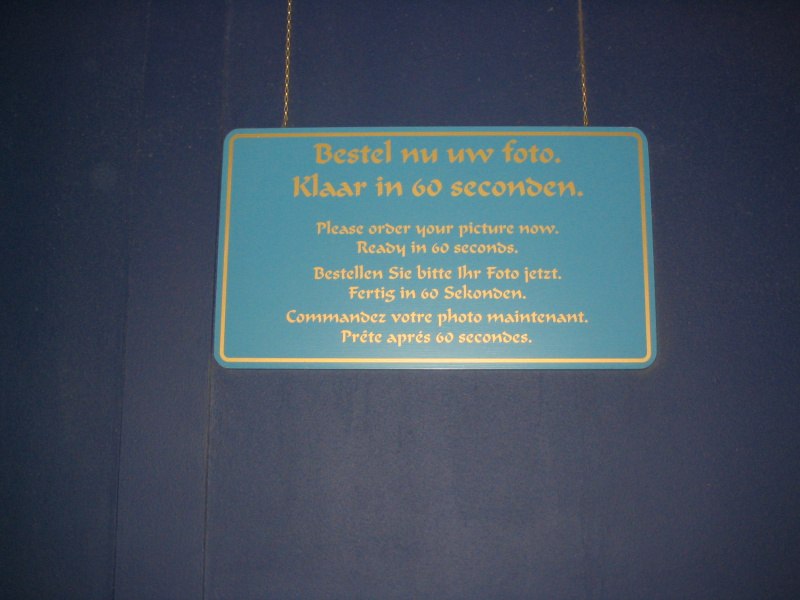 Bestel nu uw foto.
Klaar in 60 seconden.
Please order your picture now.
Ready in 60 seconds.
Bestellen Sie bitte Ihr Foto jetzt.
Fertig in 60 Sekonden.
Commandez votre photo maintenant.
Prête aprés 60 secondes.